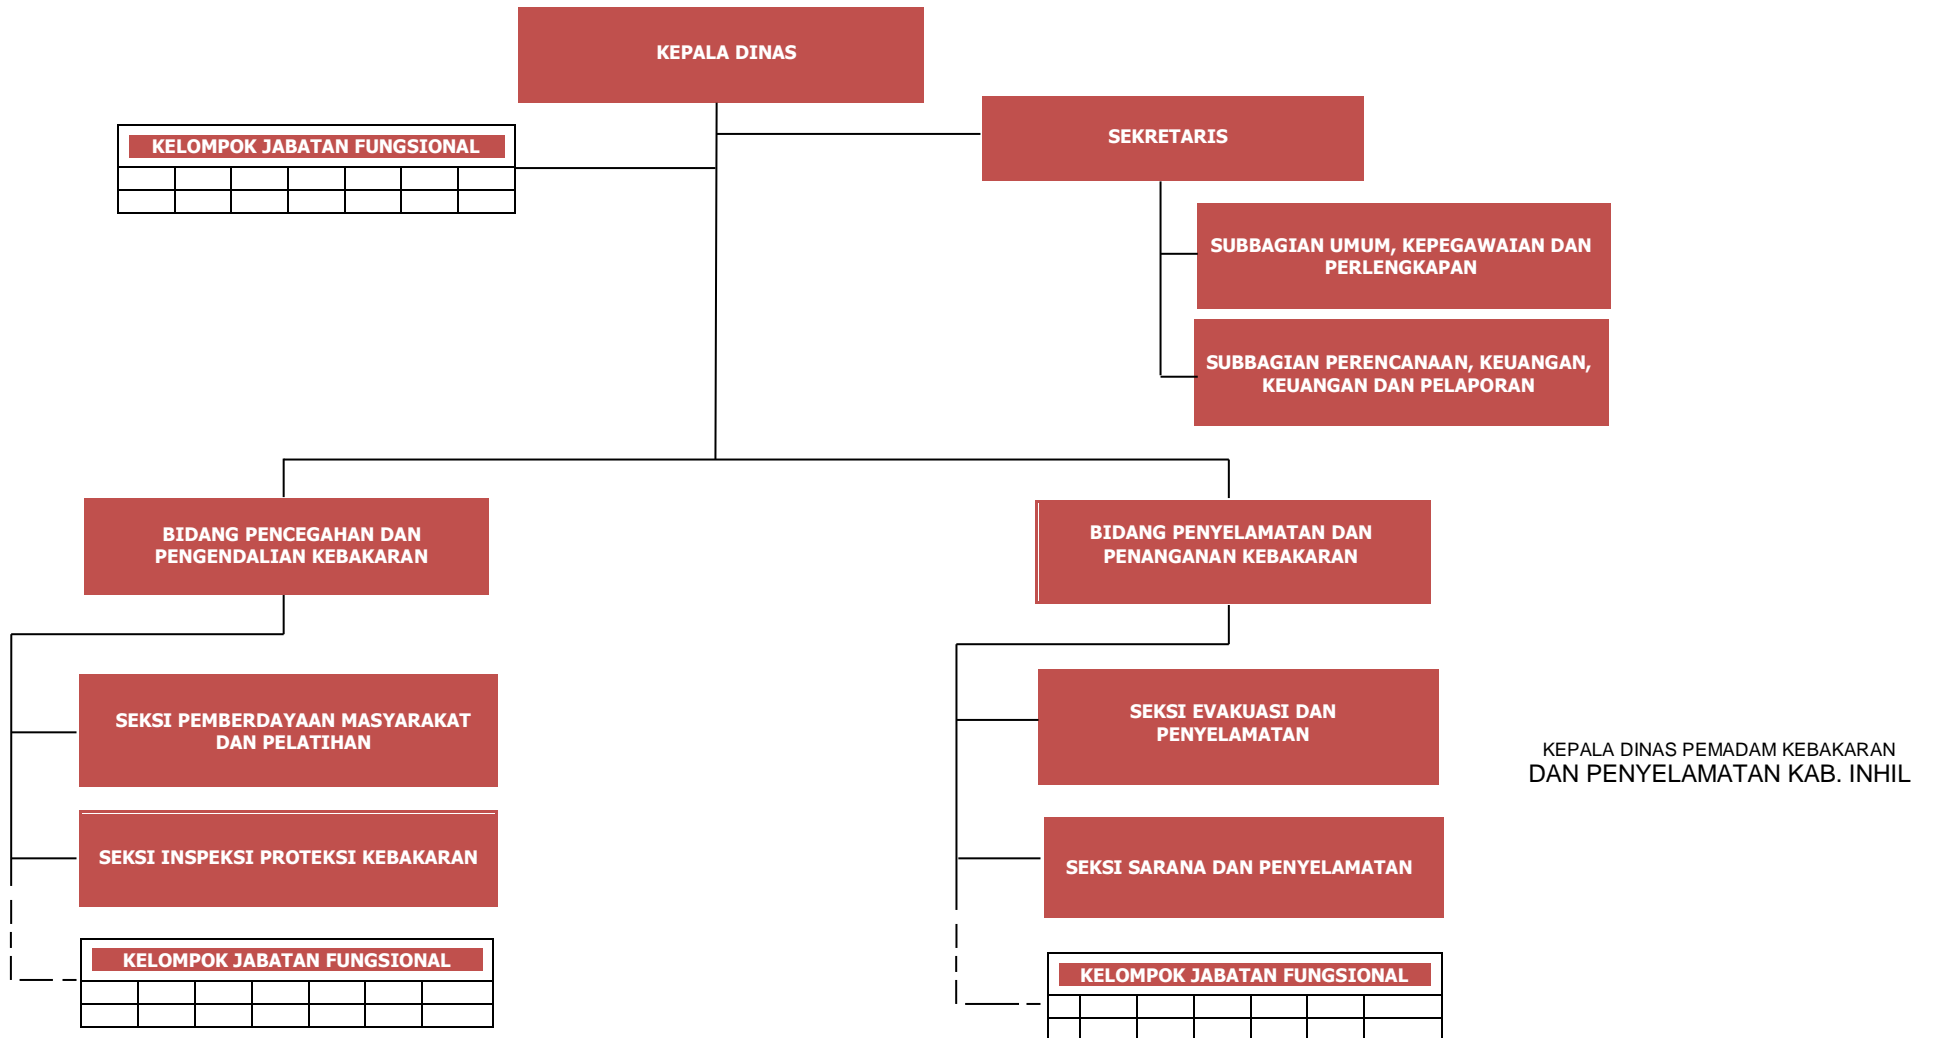 KEPALA DINAS
SEKRETARIS
KELOMPOK JABATAN FUNGSIONAL
SUBBAGIAN UMUM, KEPEGAWAIAN DAN
PERLENGKAPAN
SUBBAGIAN PERENCANAAN, KEUANGAN,
KEUANGAN DAN PELAPORAN
BIDANG PENCEGAHAN DAN
PENGENDALIAN KEBAKARAN
BIDANG PENYELAMATAN DAN
PENANGANAN KEBAKARAN
SEKSI PEMBERDAYAAN MASYARAKAT
DAN PELATIHAN
SEKSI EVAKUASI DAN
PENYELAMATAN
KEPALA DINAS PEMADAM KEBAKARAN
DAN PENYELAMATAN KAB. INHIL
SEKSI INSPEKSI PROTEKSI KEBAKARAN
SEKSI SARANA DAN PENYELAMATAN
KELOMPOK JABATAN FUNGSIONAL
KELOMPOK JABATAN FUNGSIONAL